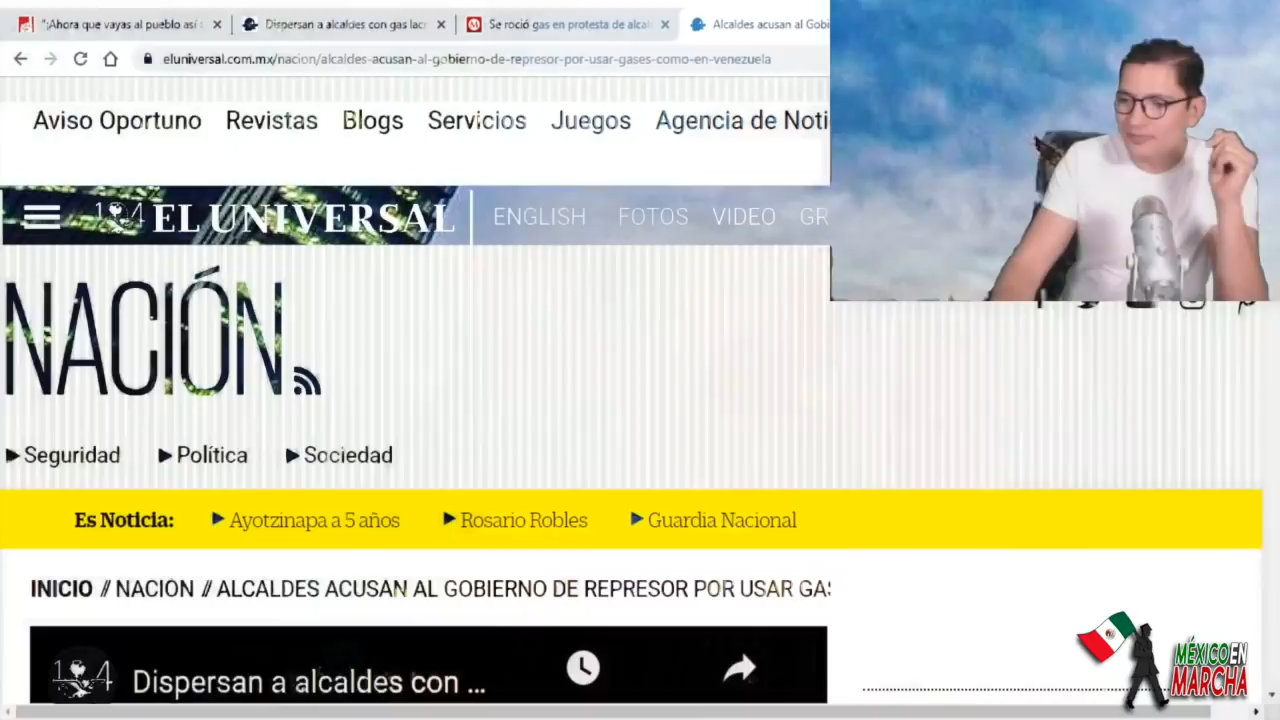 ":Ahora que vayas al pueblo así
Dispersan a alcaldes con gas lacr
Se roció gas en protesta de alcal
Alcaldes acusan al Gobi
eluniversal.com.mx/nacion/alcaldes-acusan-al-gobierno-de-represor-por-usar-gases-como-en-venezuela
Aviso Oportuno Revistas Blogs Servicios Juegos Agencia de Noti
EL UNIVERSAL ENGLISH FOTOS VIDEO GR
NACIÓN
Seguridad Política Sociedad
Es Noticia: Ayotzinapa a 5 años Rosario Robles Guardia Nacional
INICIO // NACIÓN // ALCALDES ACUSAN AL GOBIERNO DE REPRESOR POR USAR GAS
Dispersan a alcaldes con ...
MÉXICO EN
MARCHA